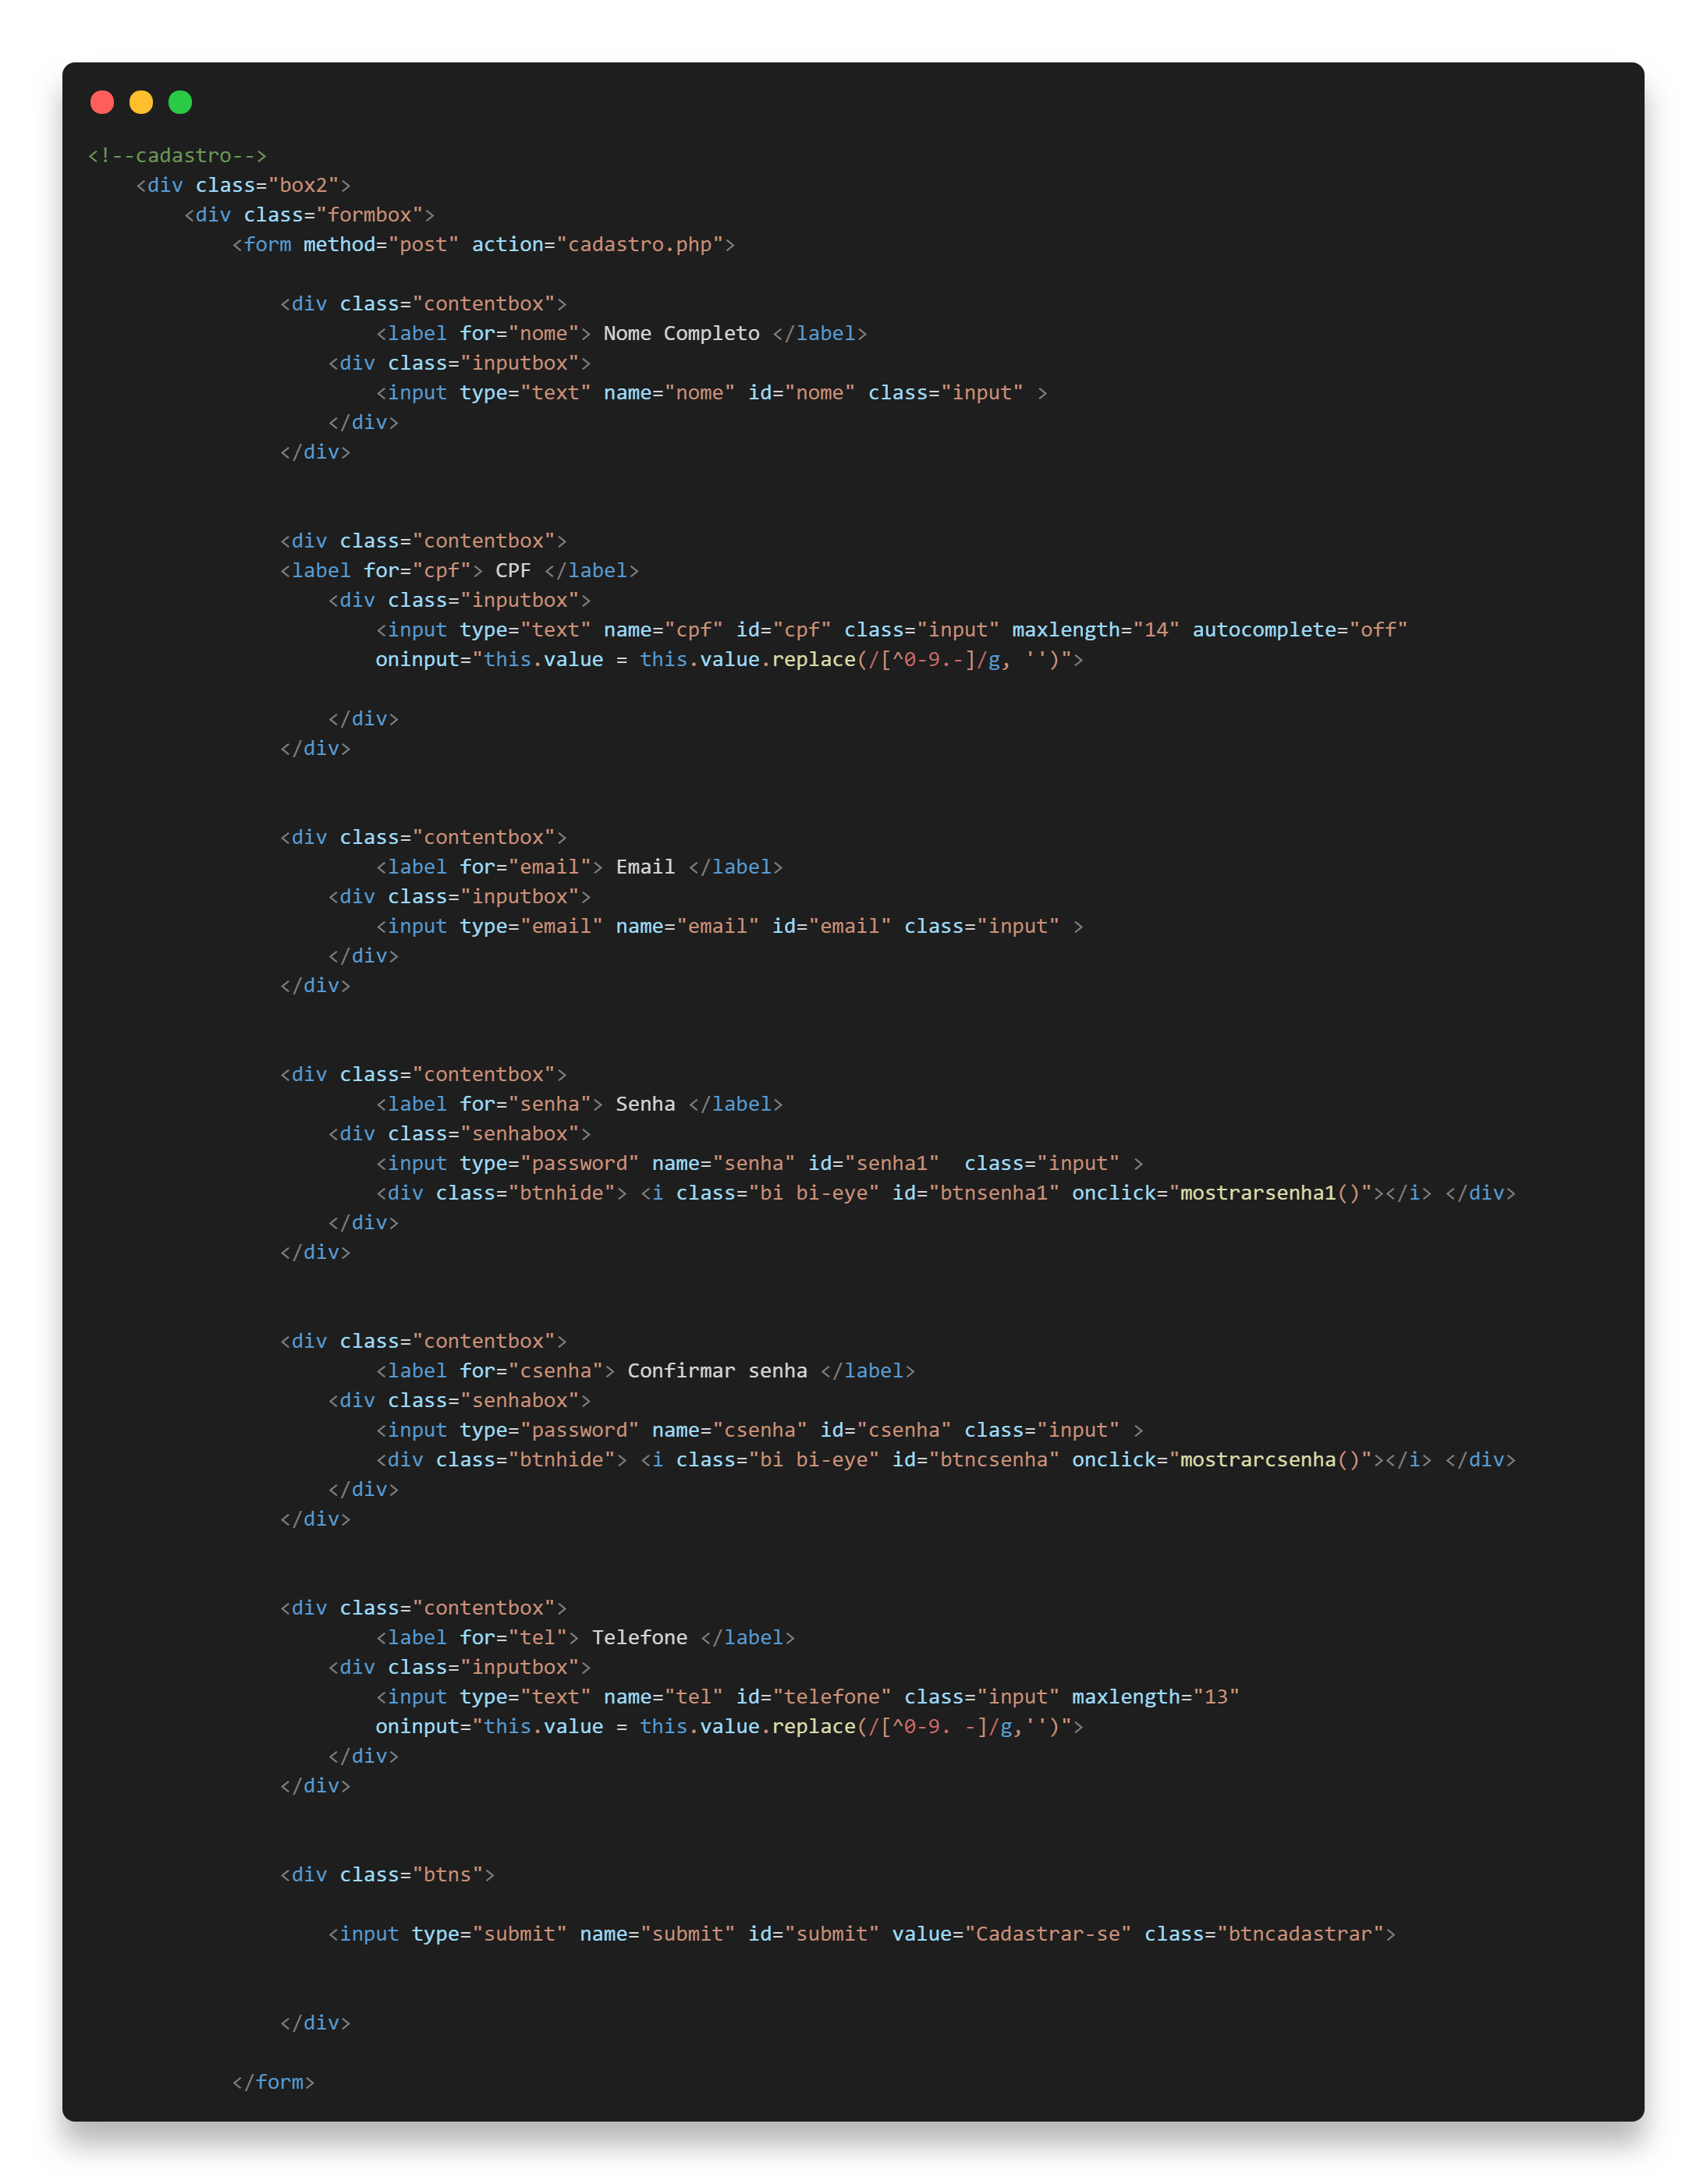 <!--cadastro-->
<div class="box2">
<div class="formbox">
<form method="post" action="cadastro.php">
<div class="contentbox">
<label for="nome"> Nome Completo </label>
<div class="inputbox">
<input type="text" name="nome" id="nome" class="input" >
</div>
</div>
<div class="contentbox">
<label for="cpf"> CPF </label>
<div class="inputbox">
<input type="text" name="cpf" id="cpf" class="input" maxlength="14" autocomplete="off"
oninput="this.value = this.value.replace(/[^0-9.-]/g, '')">
</div>
</div>
<div class="contentbox">
<label for="email"> Email </label>
<div class="inputbox">
<input type="email" name="email" id="email" class="input" >
</div>
</div>
<div class="contentbox">
<label for="senha"> Senha </label>
<div class="senhabox">
<input type="password" name="senha" id="senha1"  class="input" >
<div class="btnhide"> <i class="bi bi-eye" id="btnsenha1" onclick="mostrarsenha1()"></i> </div>
</div>
</div>
<div class="contentbox">
<label for="csenha"> Confirmar senha </label>
<div class="senhabox">
<input type="password" name="csenha" id="csenha" class="input" >
<div class="btnhide"> <i class="bi bi-eye" id="btncsenha" onclick="mostrarcsenha()"></i> </div>
</div>
</div>
<div class="contentbox">
<label for="tel"> Telefone </label>
<div class="inputbox">
<input type="text" name="tel" id="telefone" class="input" maxlength="13"
oninput="this.value = this.value.replace(/[^0-9. -]/g,'')">
</div>
</div>
<div class="btns">
<input type="submit" name="submit" id="submit" value="Cadastrar-se" class="btncadastrar">
</div>
</form>